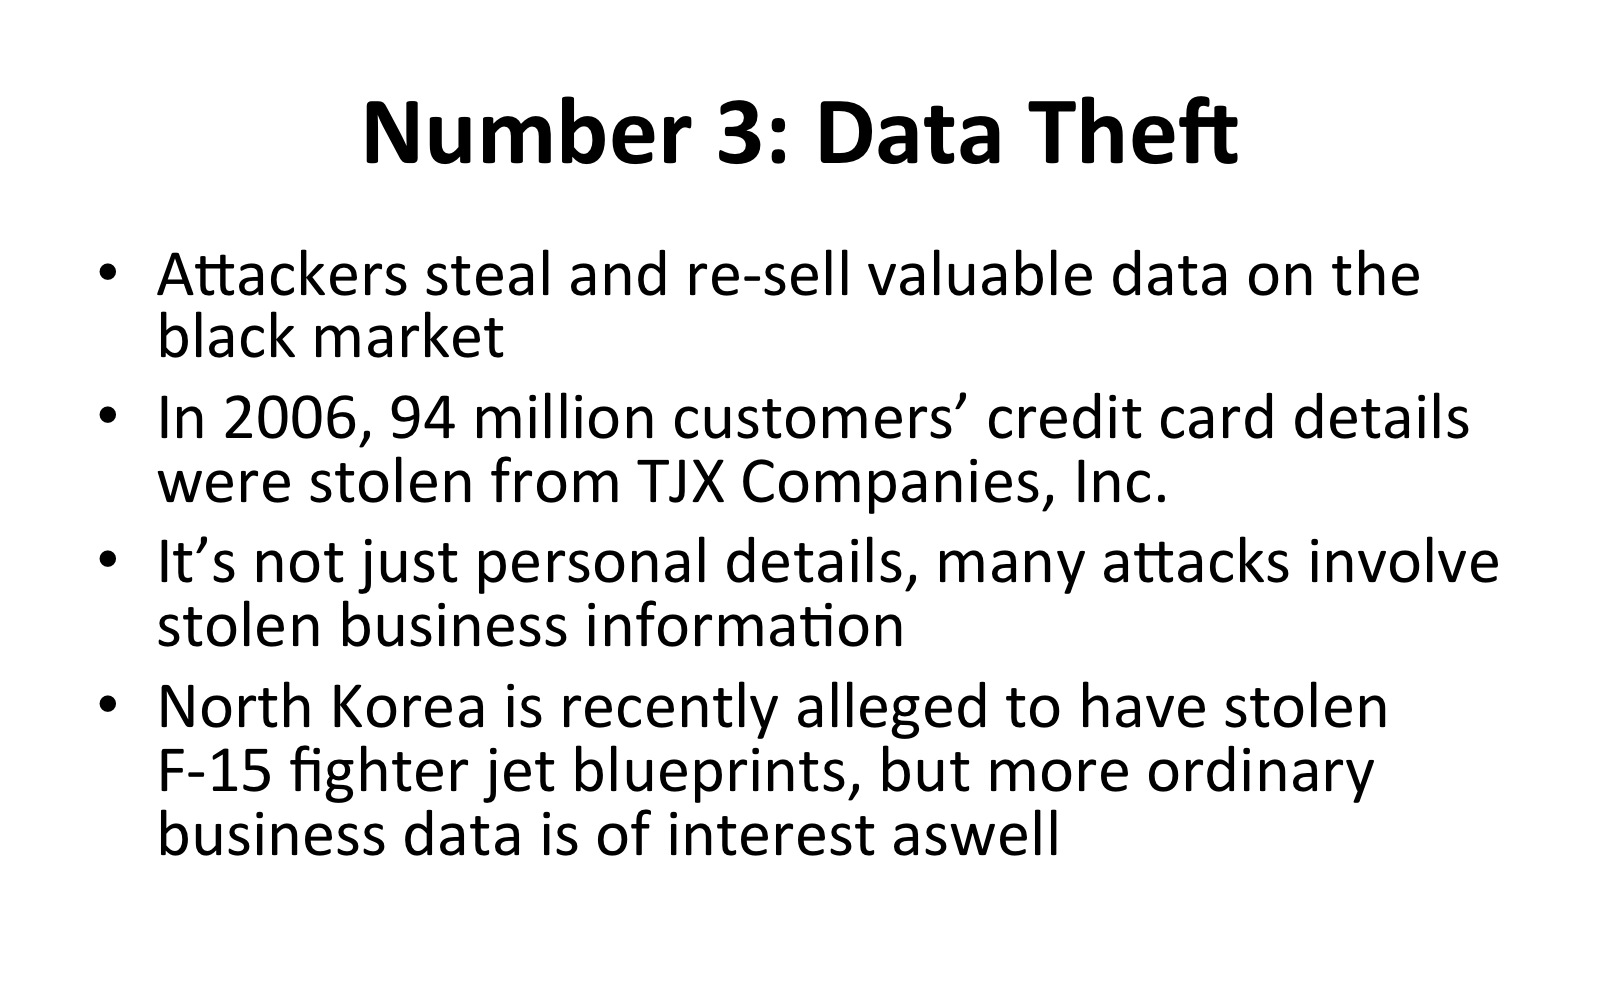 Number 3: Data Theft
• Attackers steal and re-sell valuable data on the
black market
• In 2006, 94 million customers’ credit card details
were stolen from TJX Companies, Inc.
• It’s not just personal details, many attacks involve
stolen business information
• North Korea is recently alleged to have stolen
F-15 fighter jet blueprints, but more ordinary
business data is of interest aswell